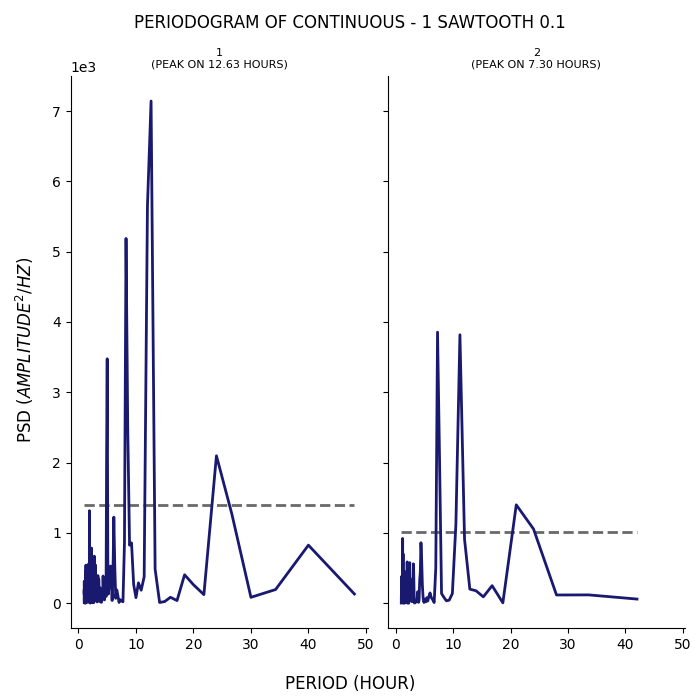 PERIODOGRAM OF CONTINUOUS - 1 SAWTOOTH 0.1
1
(PEAK ON 12.63 HOURS)
2
(PEAK ON 7.30 HOURS)
1e3
7
6
5
4
3
2
1
0
PSD (AMPLITUDE²/HZ)
0 10 20 30 40 50
0 10 20 30 40 50
PERIOD (HOUR)